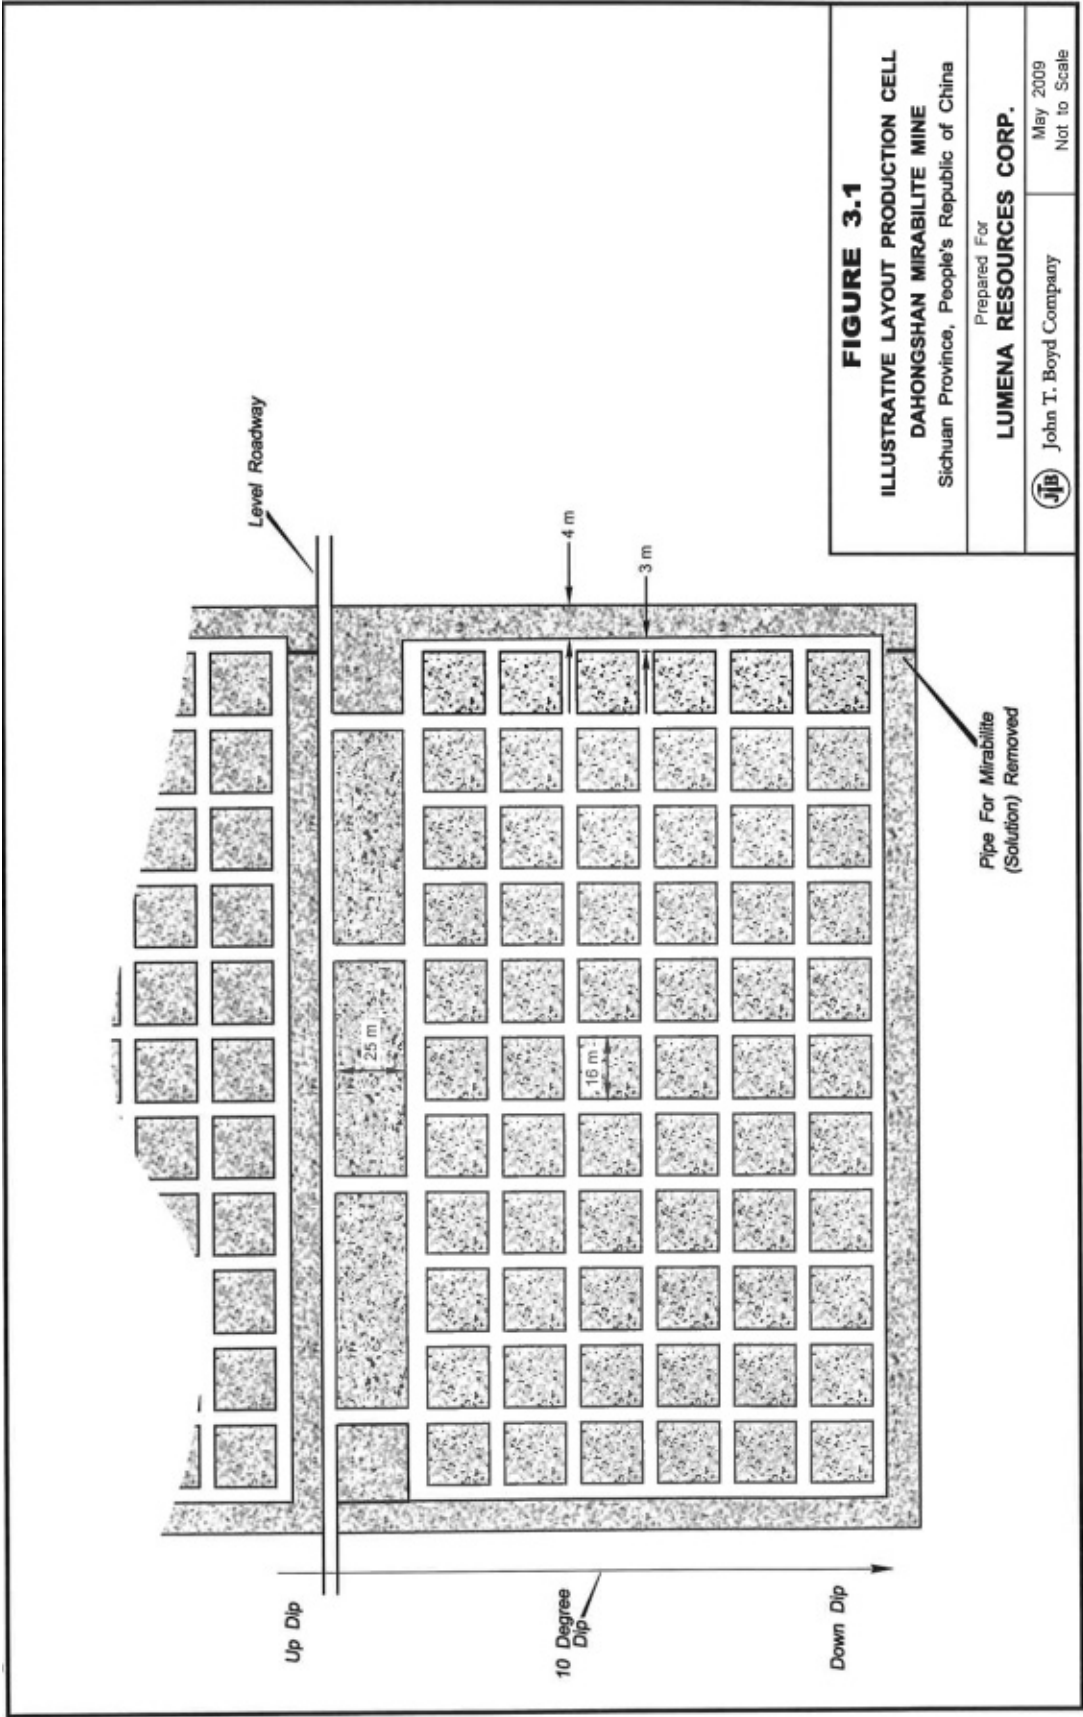 Level Roadway
4 m
3 m
25 m
16 m
Pipe For Mirabilite
(Solution) Removed
Up Dip
10 Degree
Dip
Down Dip
FIGURE 3.1
ILLUSTRATIVE LAYOUT PRODUCTION CELL
DAHONGSHAN MIRABILITE MINE
Sichuan Province, People's Republic of China
Prepared For
LUMENA RESOURCES CORP.
JTB John T. Boyd Company
May 2009
Not to Scale